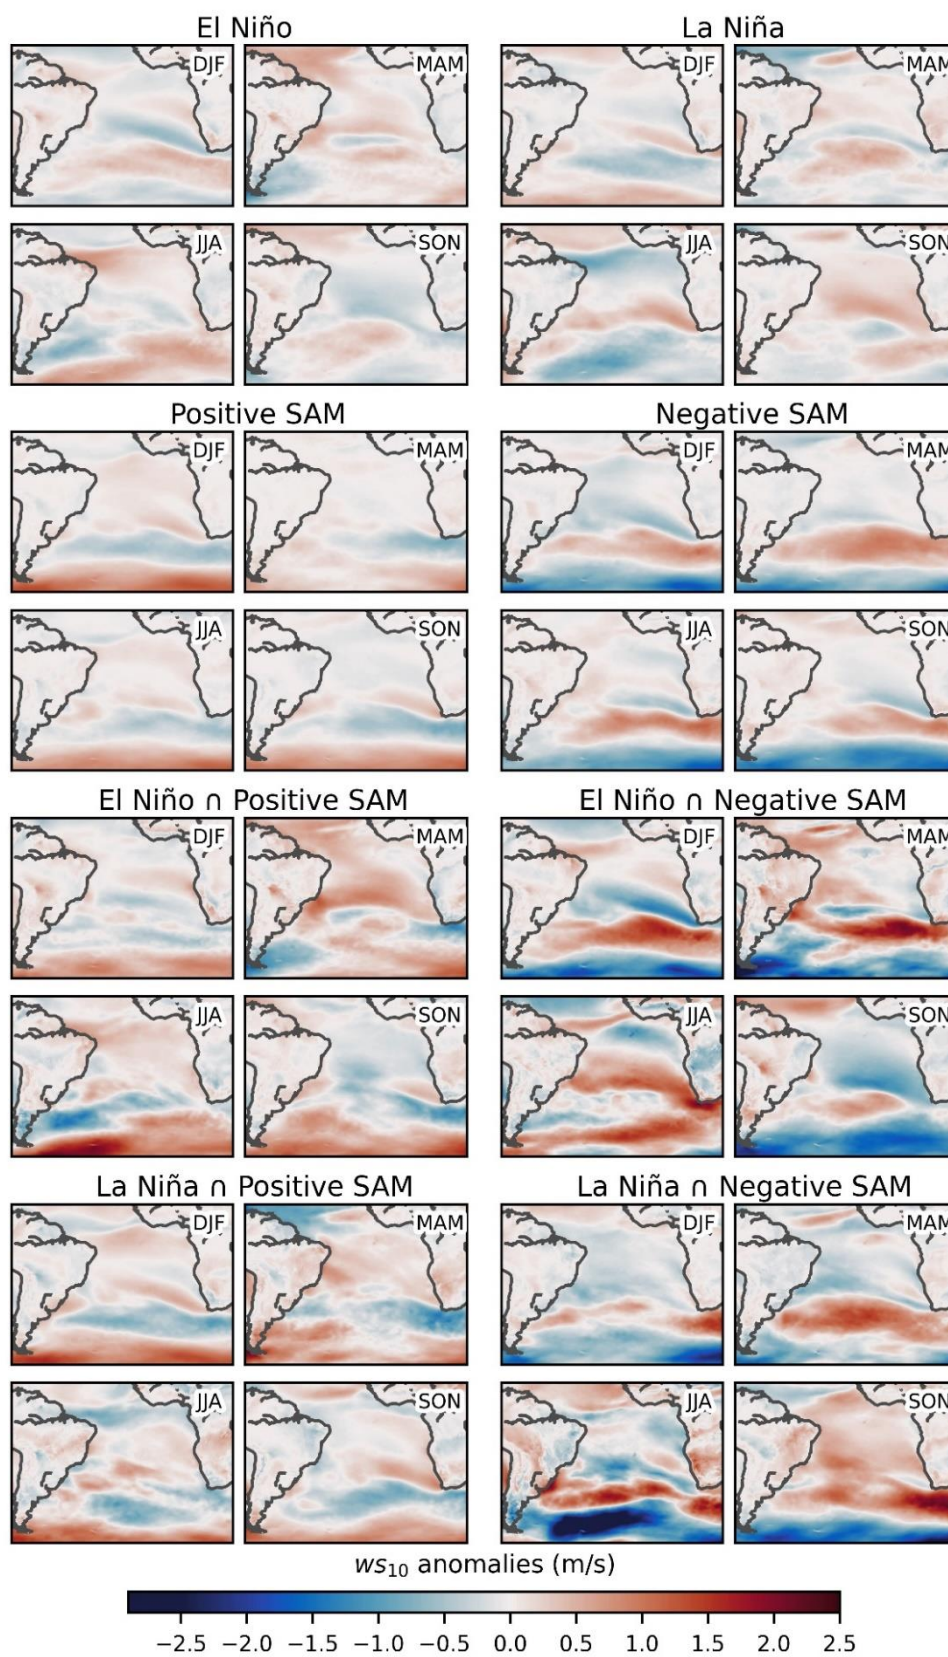 El Niño La Niña
DJF MAM DJF MAM
JJA SON JJA SON
Positive SAM Negative SAM
DJF MAM DJF MAM
JJA SON JJA SON
El Niño ∩ Positive SAM El Niño ∩ Negative SAM
DJF MAM DJF MAM
JJA SON JJA SON
La Niña ∩ Positive SAM La Niña ∩ Negative SAM
DJF MAM DJF MAM
JJA SON JJA SON
ws₁₀ anomalies (m/s)
−2.5 −2.0 −1.5 −1.0 −0.5 0.0 0.5 1.0 1.5 2.0 2.5